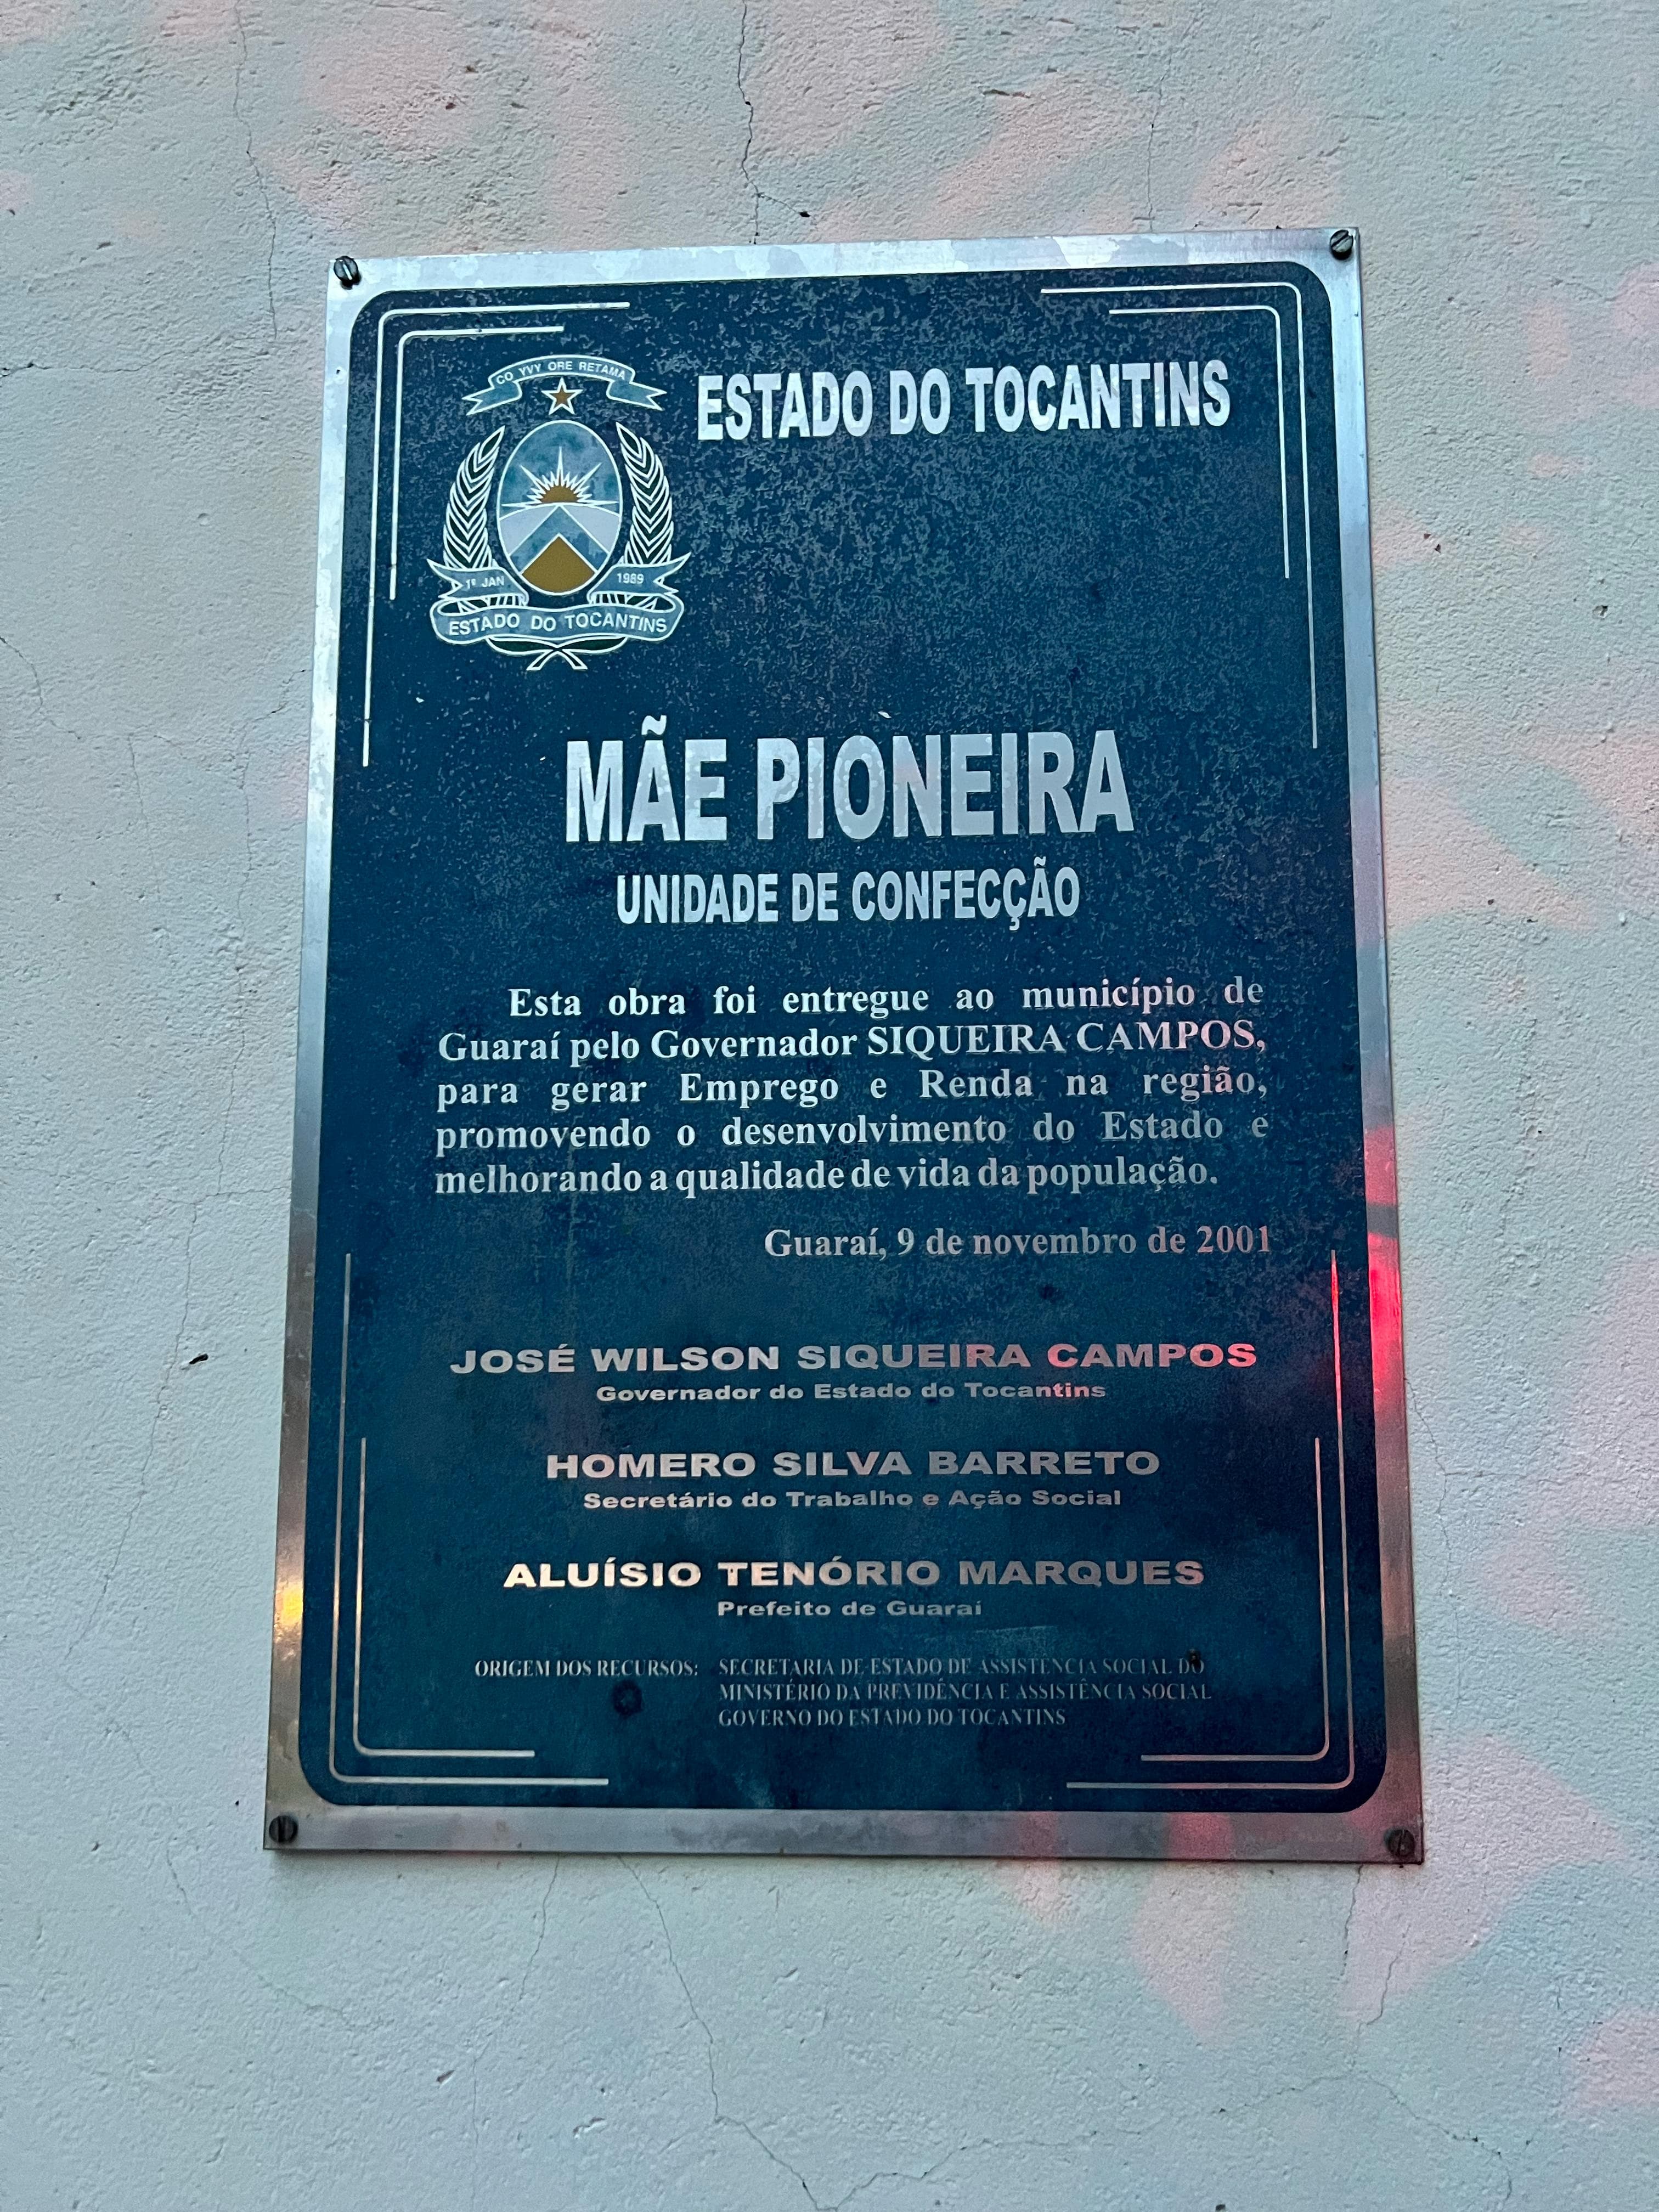 CO YVY ORE RETAMA
ESTADO DO TOCANTINS
1º JAN 1989
ESTADO DO TOCANTINS
MÃE PIONEIRA
UNIDADE DE CONFECÇÃO
Esta obra foi entregue ao município de
Guaraí pelo Governador SIQUEIRA CAMPOS,
para gerar Emprego e Renda na região,
promovendo o desenvolvimento do Estado e
melhorando a qualidade de vida da população.
Guaraí, 9 de novembro de 2001
JOSÉ WILSON SIQUEIRA CAMPOS
Governador do Estado do Tocantins
HOMERO SILVA BARRETO
Secretário do Trabalho e Ação Social
ALUÍSIO TENÓRIO MARQUES
Prefeito de Guaraí
ORIGEM DOS RECURSOS: SECRETARIA DE ESTADO DE ASSISTÊNCIA SOCIAL DO
MINISTÉRIO DA PREVIDÊNCIA E ASSISTÊNCIA SOCIAL
GOVERNO DO ESTADO DO TOCANTINS